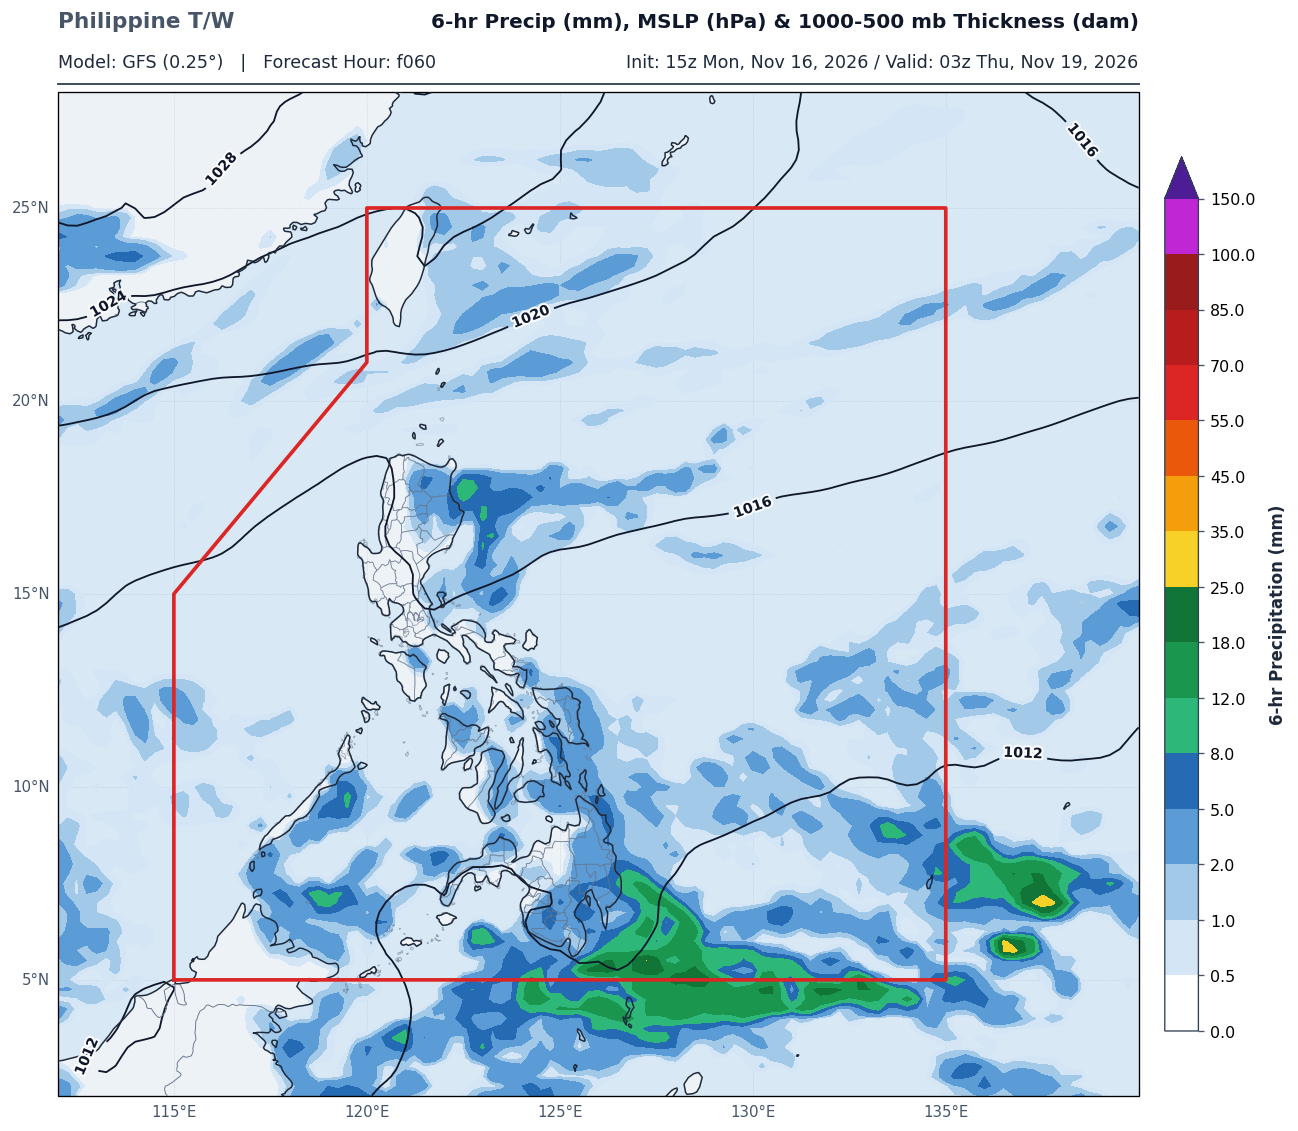 Philippine T/W
6-hr Precip (mm), MSLP (hPa) & 1000-500 mb Thickness (dam)
Model: GFS (0.25°) | Forecast Hour: f060
Init: 15z Mon, Nov 16, 2026 / Valid: 03z Thu, Nov 19, 2026
1028
1016
1024
1020
1016
1012
1012
25°N
20°N
15°N
10°N
5°N
115°E
120°E
125°E
130°E
135°E
150.0
100.0
85.0
70.0
55.0
45.0
35.0
25.0
18.0
12.0
8.0
5.0
2.0
1.0
0.5
0.0
6-hr Precipitation (mm)